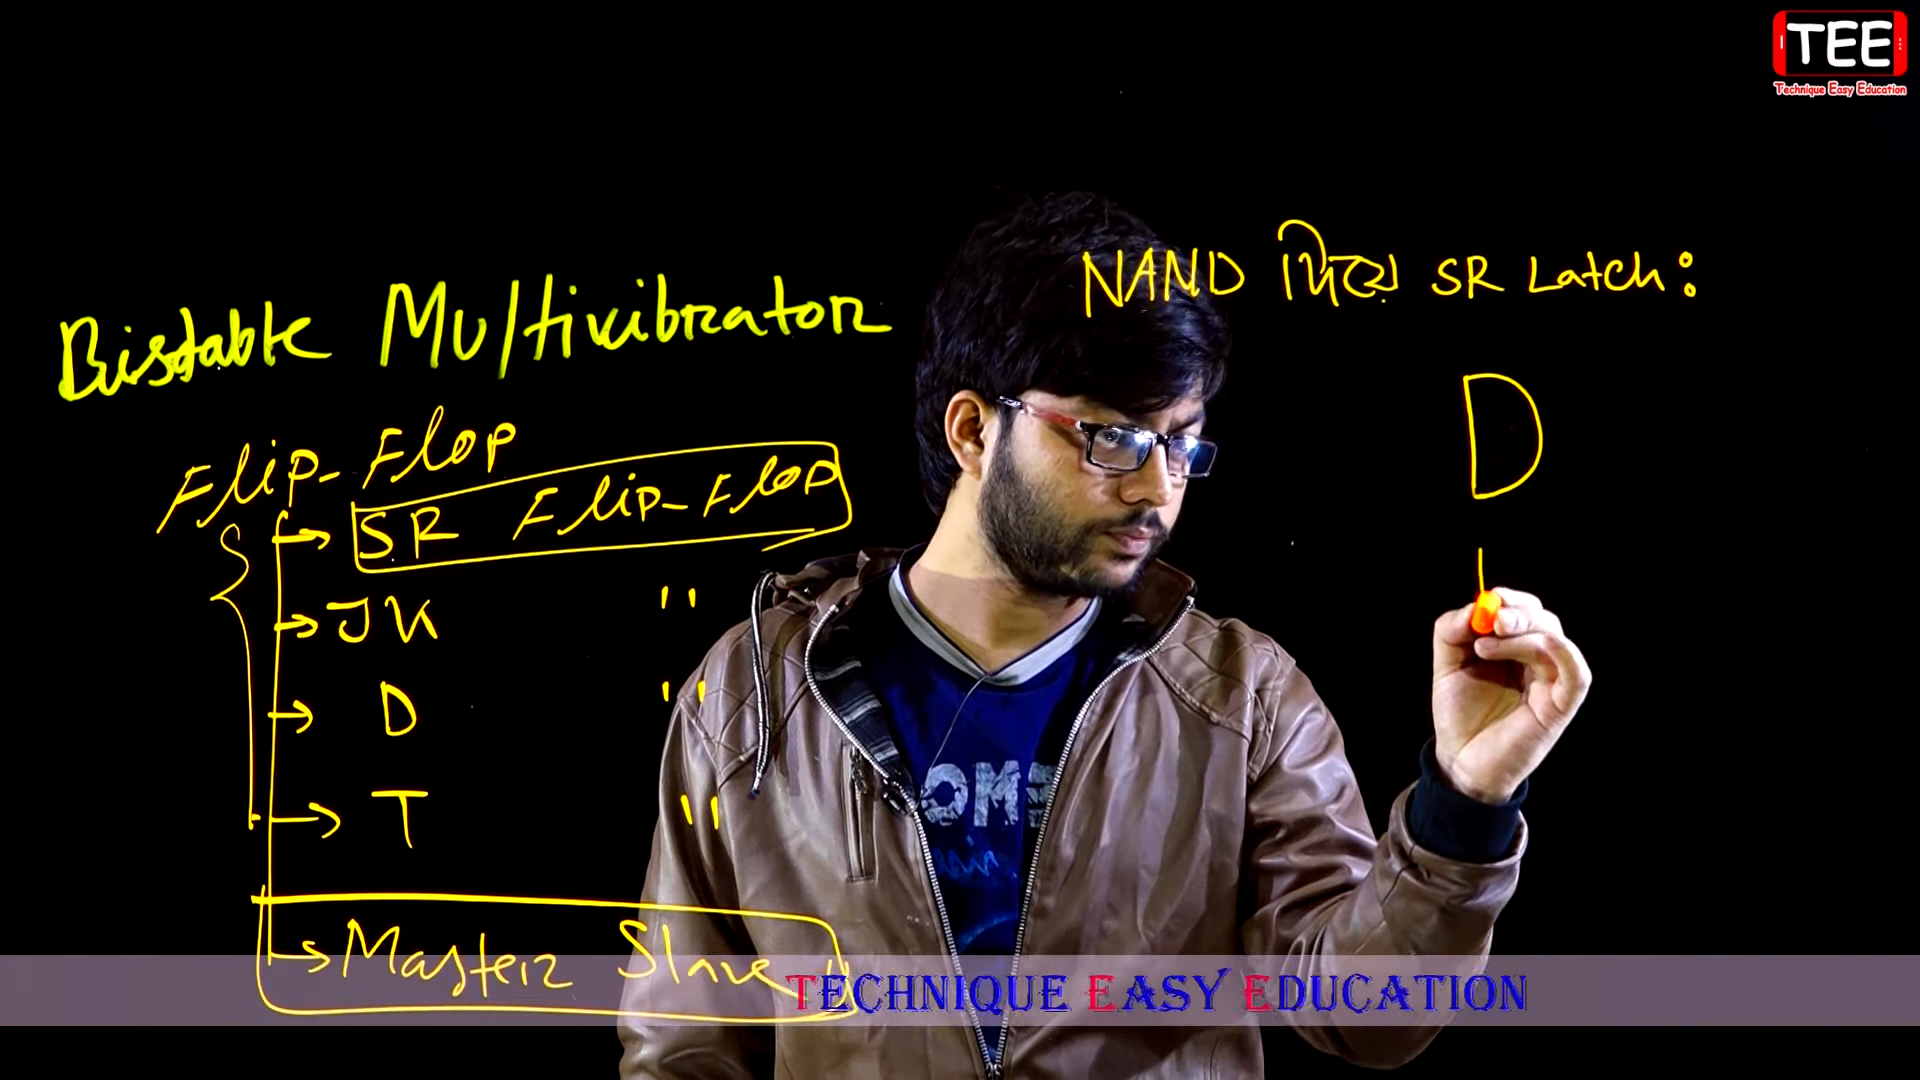 TEE
Technique Easy Education
NAND দিয়ে SR Latch:
Bistable Multivibrator
Flip-Flop
SR Flip-Flop
JK "
D "
T "
Master Slave
D
TECHNIQUE EASY EDUCATION